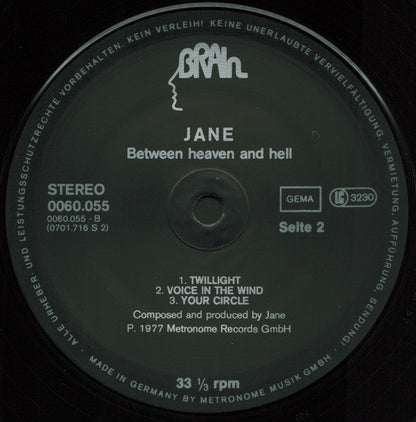 BRAIN
JANE
Between heaven and hell
STEREO
0060.055
0060.055 - B
(0701.716 S 2)
GEMA
LC 3230
Seite 2
1. TWILLIGHT
2. VOICE IN THE WIND
3. YOUR CIRCLE
Composed and produced by Jane
P. 1977 Metronome Records GmbH
33 ⅓ rpm
ALLE URHEBER- UND LEISTUNGSSCHUTZRECHTE VORBEHALTEN. KEIN VERLEIH! KEINE UNERLAUBTE VERVIELFÄLTIGUNG, VERMIETUNG, AUFFÜHRUNG, SENDUNG!
· MADE IN GERMANY BY METRONOME MUSIK GMBH ·